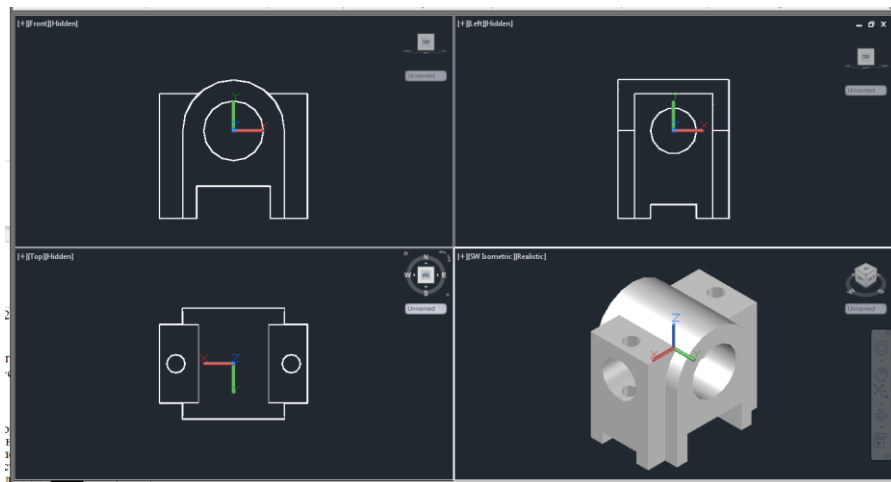 [+][Front][Hidden]
TOP
Unnamed
[+][Left][Hidden]
TOP
Unnamed
Y
X
Z
Y
X
[+][Top][Hidden]
N
W
E
S
Unnamed
X
Z
Y
[+][SW Isometric][Realistic]
Unnamed
Z
X
Y